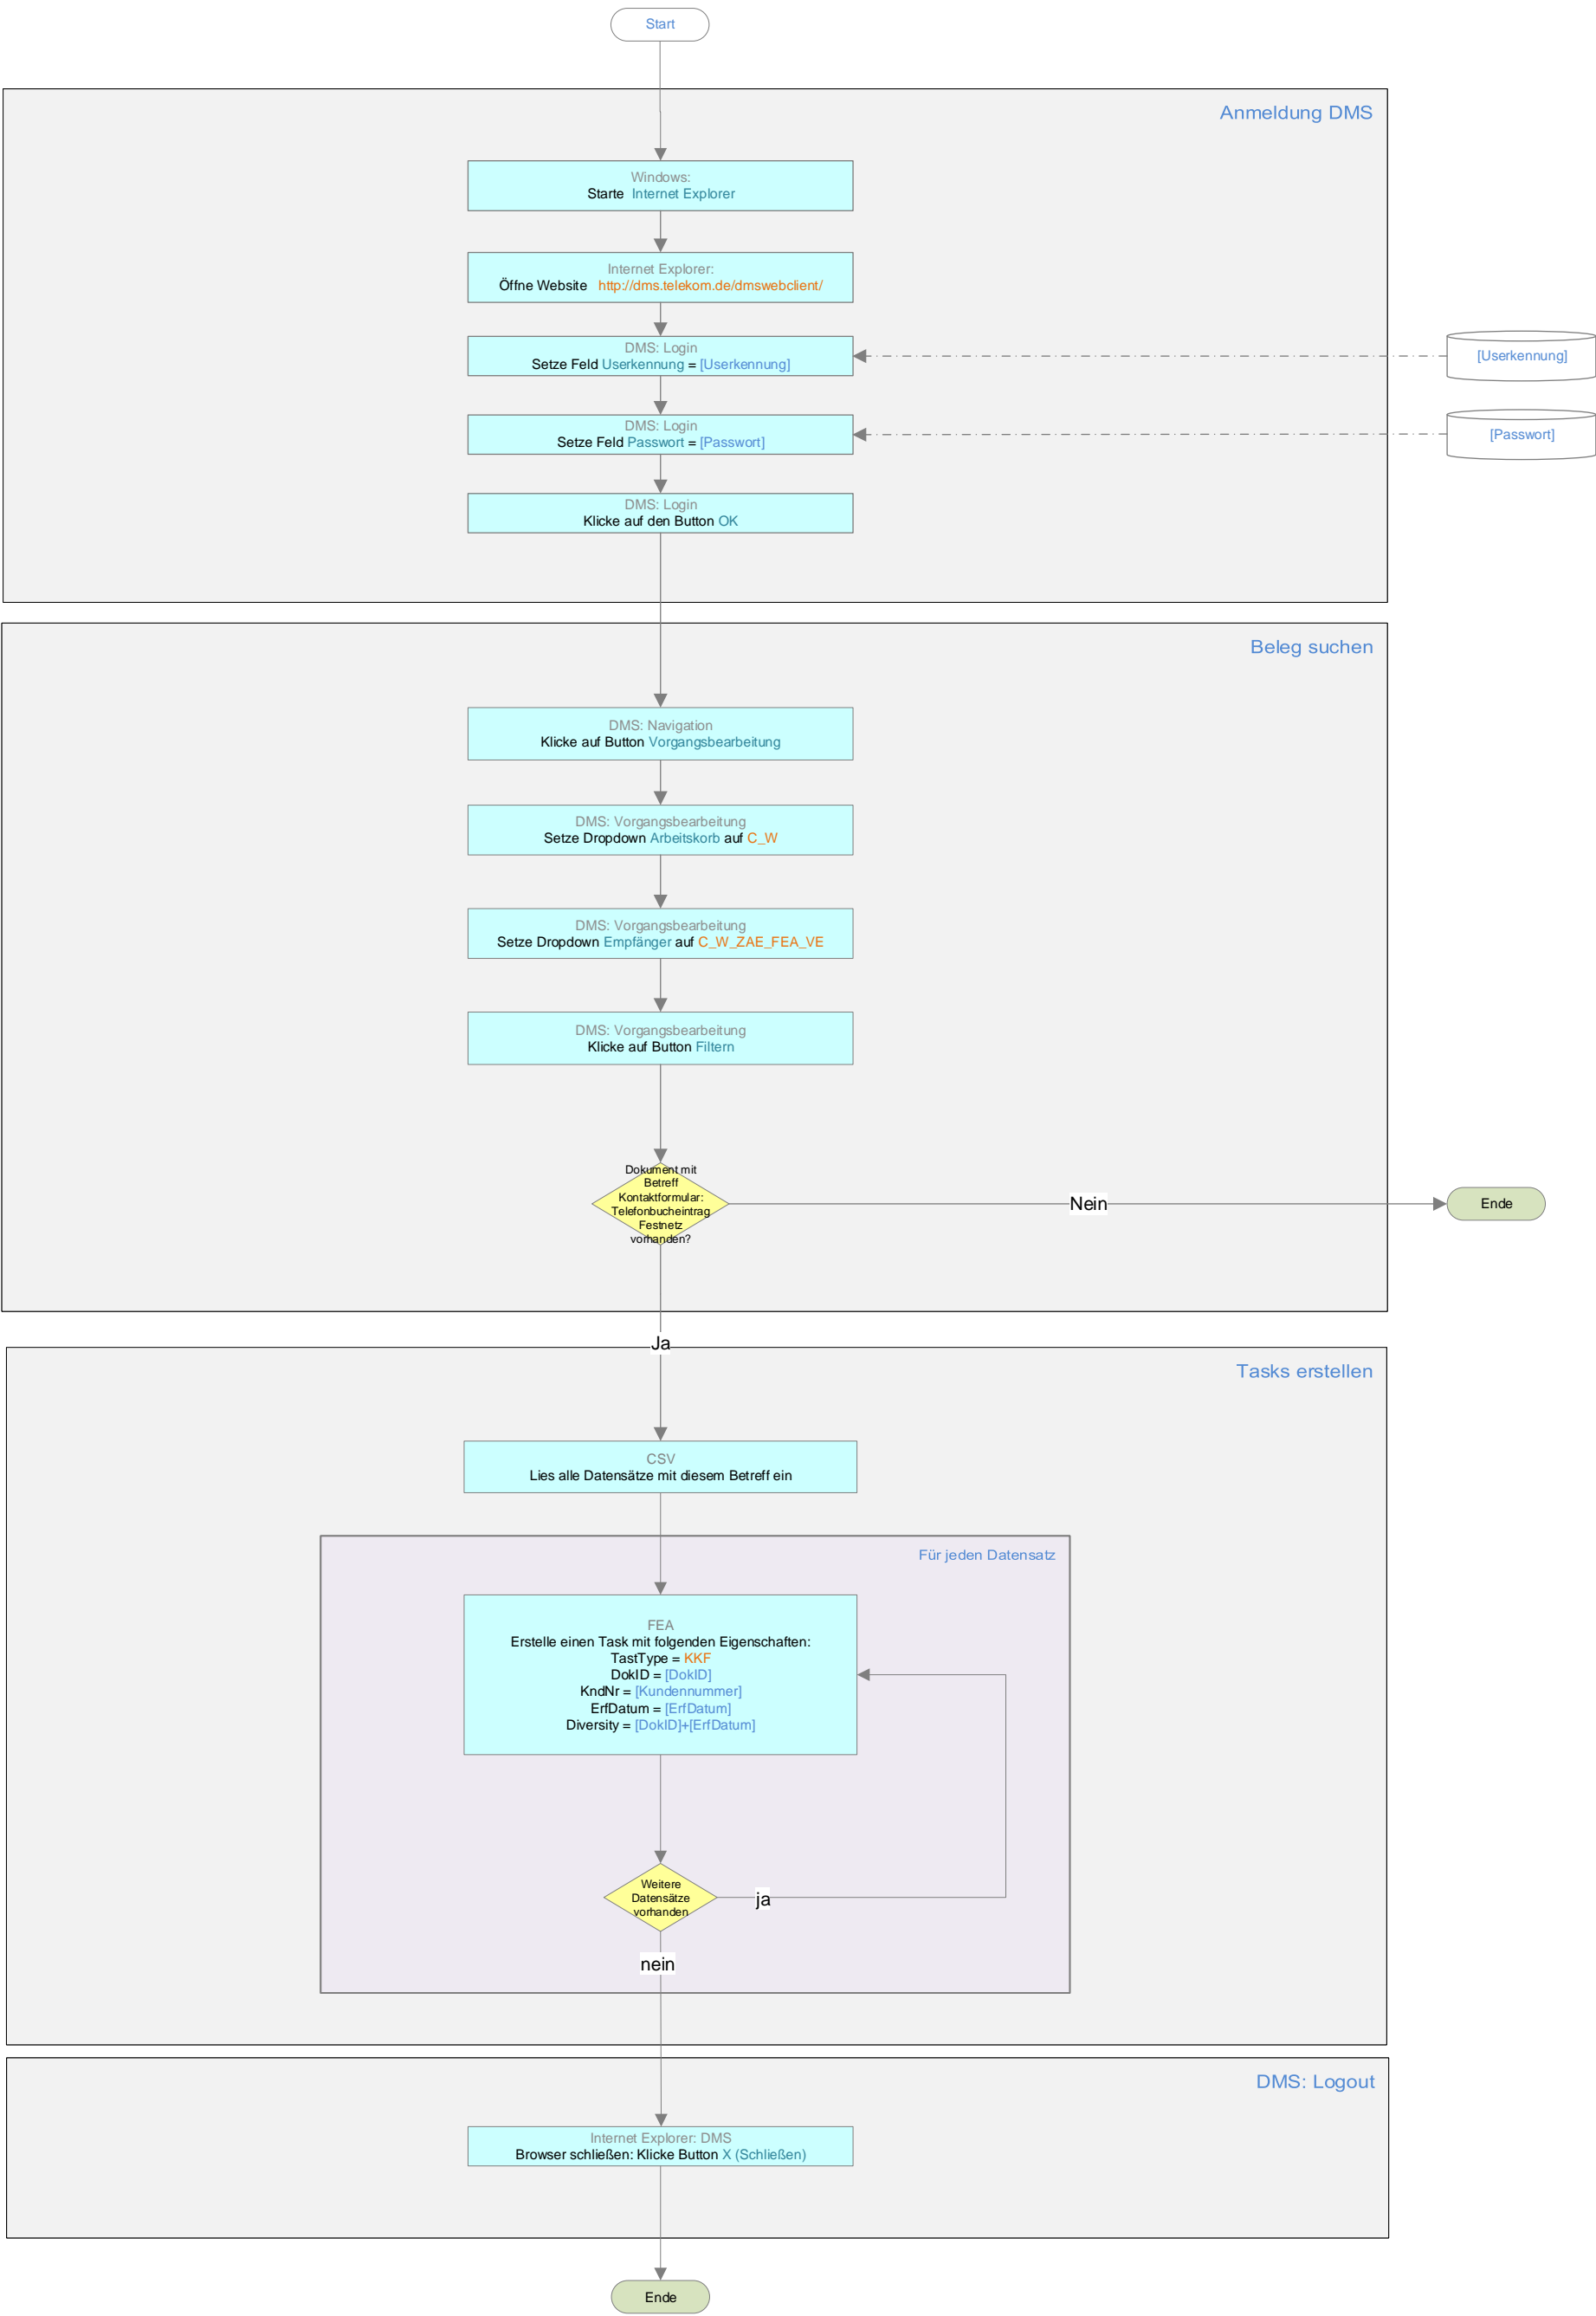 Start
Anmeldung DMS
Windows:
Starte Internet Explorer
Internet Explorer:
Öffne Website http://dms.telekom.de/dmswebclient/
DMS: Login
Setze Feld Userkennung = [Userkennung]
[Userkennung]
DMS: Login
Setze Feld Passwort = [Passwort]
[Passwort]
DMS: Login
Klicke auf den Button OK
Beleg suchen
DMS: Navigation
Klicke auf Button Vorgangsbearbeitung
DMS: Vorgangsbearbeitung
Setze Dropdown Arbeitskorb auf C_W
DMS: Vorgangsbearbeitung
Setze Dropdown Empfänger auf C_W_ZAE_FEA_VE
DMS: Vorgangsbearbeitung
Klicke auf Button Filtern
Dokument mit
Betreff
Kontaktformular:
Telefonbucheintrag
Festnetz
vorhanden?
Nein
Ende
Ja
Tasks erstellen
CSV
Lies alle Datensätze mit diesem Betreff ein
Für jeden Datensatz
FEA
Erstelle einen Task mit folgenden Eigenschaften:
TastType = KKF
DokID = [DokID]
KndNr = [Kundennummer]
ErfDatum = [ErfDatum]
Diversity = [DokID]+[ErfDatum]
Weitere
Datensätze
vorhanden
ja
nein
DMS: Logout
Internet Explorer: DMS
Browser schließen: Klicke Button X (Schließen)
Ende